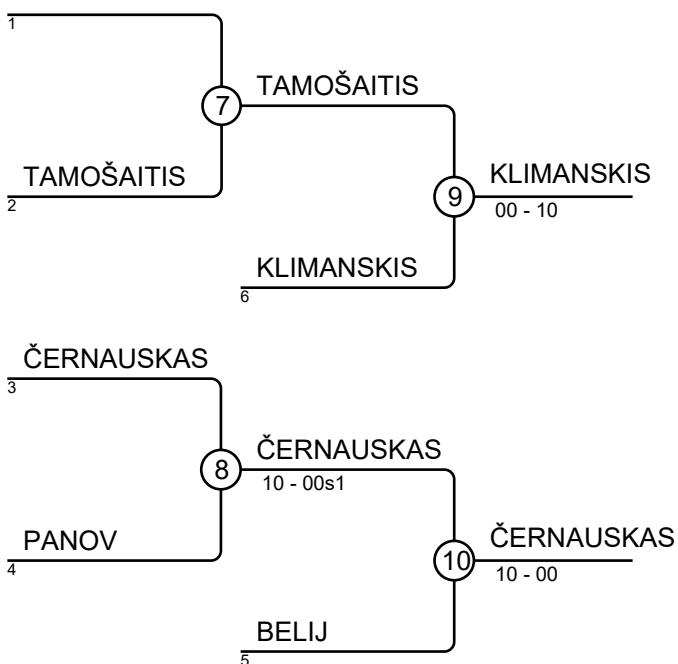 1
7
TAMOŠAITIS
TAMOŠAITIS
2
9
KLIMANSKIS
00 - 10
KLIMANSKIS
6
ČERNAUSKAS
3
8
ČERNAUSKAS
10 - 00s1
PANOV
4
10
ČERNAUSKAS
10 - 00
BELIJ
5